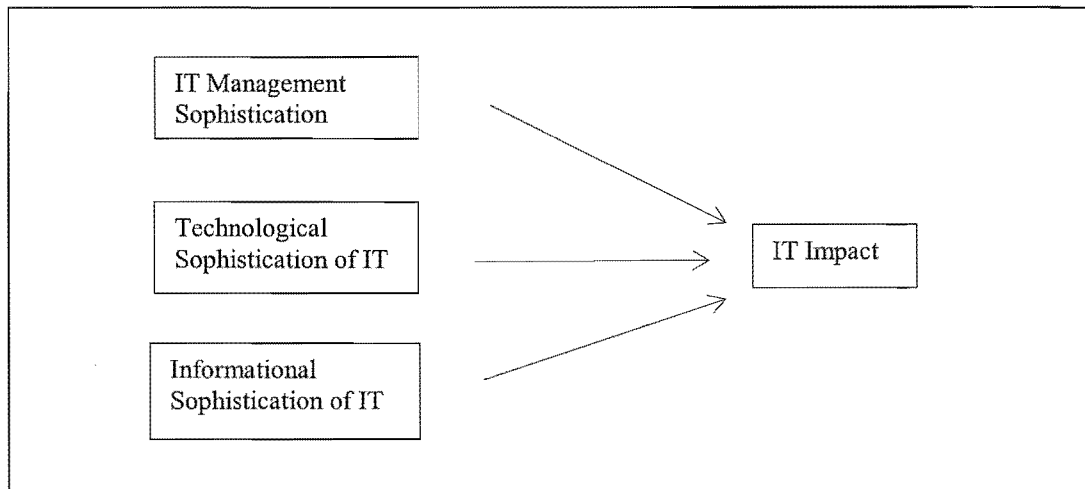 IT Management
Sophistication
Technological
Sophistication of IT
IT Impact
Informational
Sophistication of IT